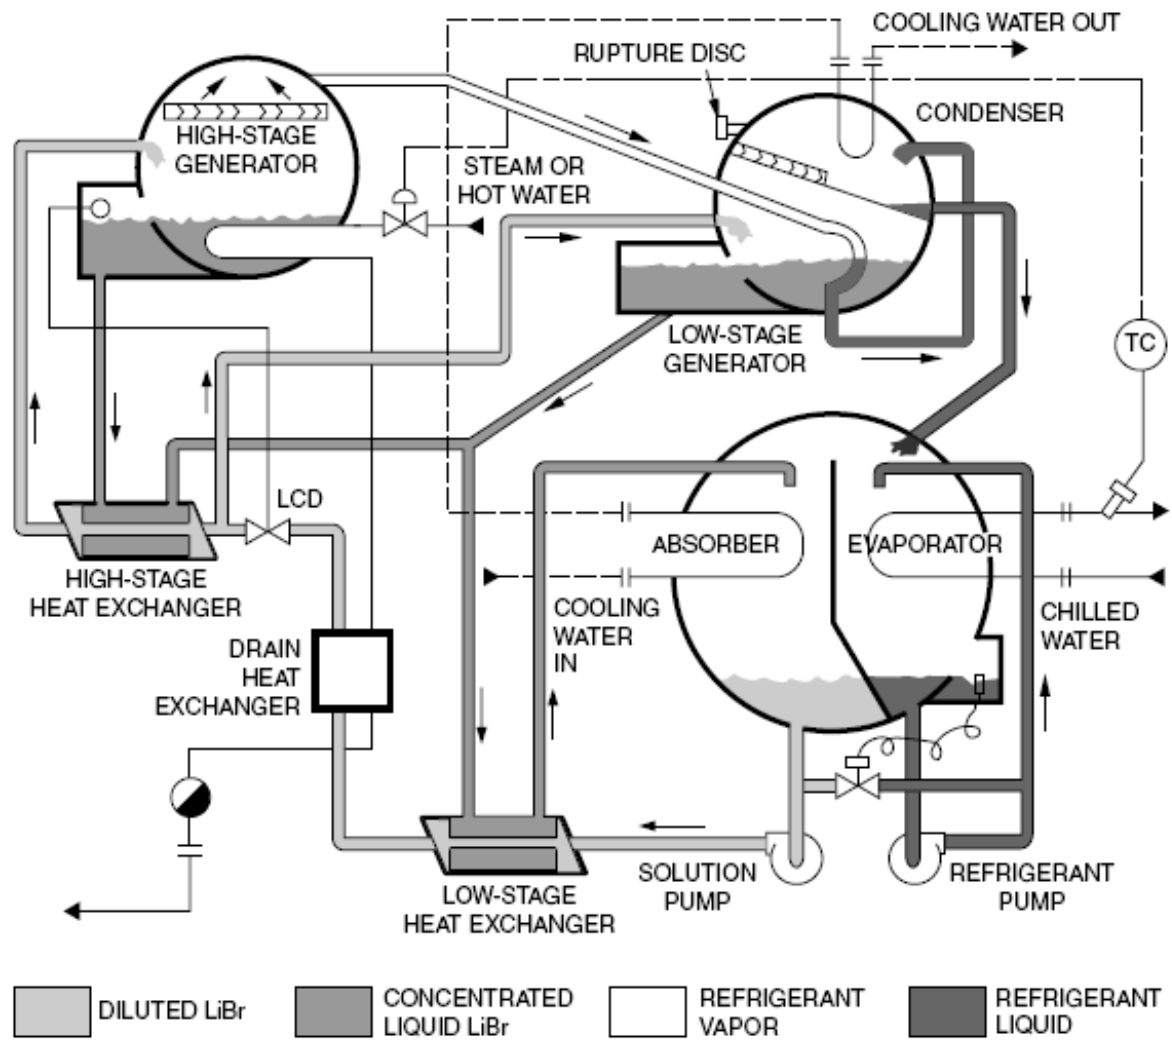 COOLING WATER OUT
RUPTURE DISC
CONDENSER
HIGH-STAGE
GENERATOR
STEAM OR
HOT WATER
LOW-STAGE
GENERATOR
TC
LCD
ABSORBER
EVAPORATOR
HIGH-STAGE
HEAT EXCHANGER
COOLING
WATER
IN
CHILLED
WATER
DRAIN
HEAT
EXCHANGER
SOLUTION
PUMP
REFRIGERANT
PUMP
LOW-STAGE
HEAT EXCHANGER
DILUTED LiBr
CONCENTRATED
LIQUID LiBr
REFRIGERANT
VAPOR
REFRIGERANT
LIQUID